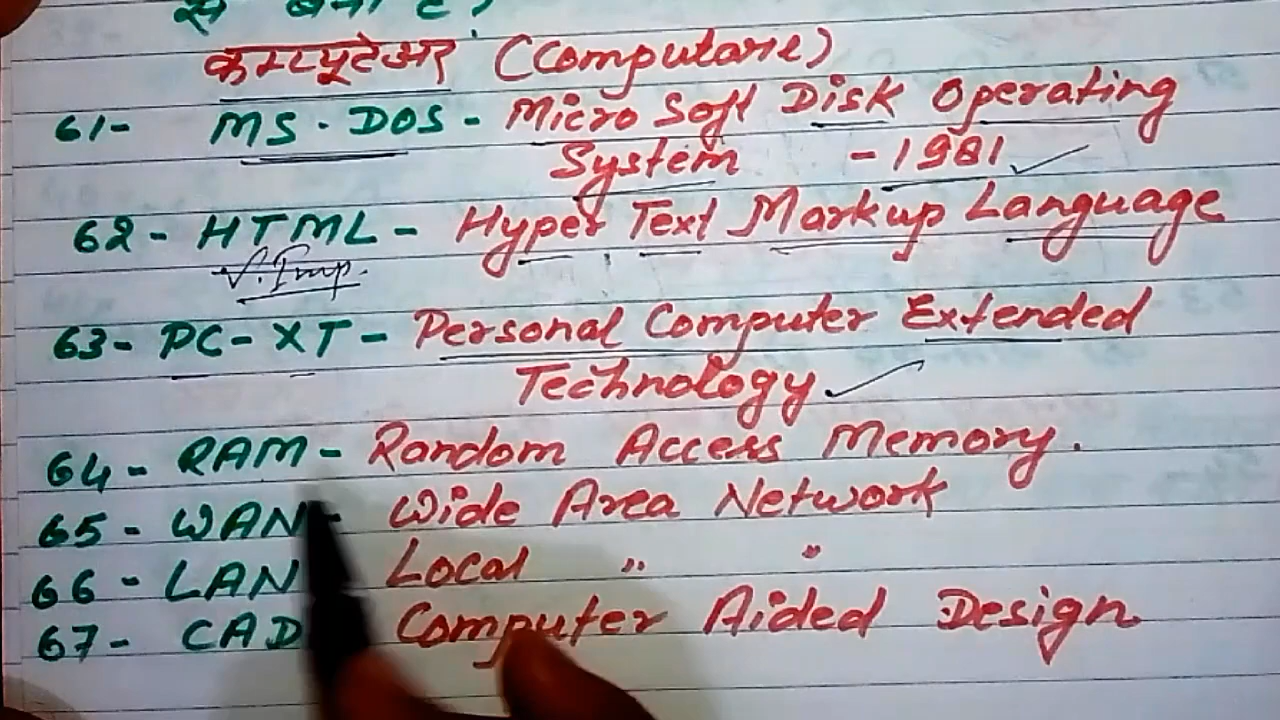 से बना है?
कम्प्यूटेअर (Computare)
61- MS-DOS - Micro Soft Disk Operating
System - 1981
62 - HTML - Hyper Text Markup Language
V. Imp.
63 - PC-XT - Personal Computer Extended
Technology
64 - RAM - Random Access Memory.
65 - WAN - Wide Area Network
66 - LAN Local " "
67 - CAD Computer Aided Design